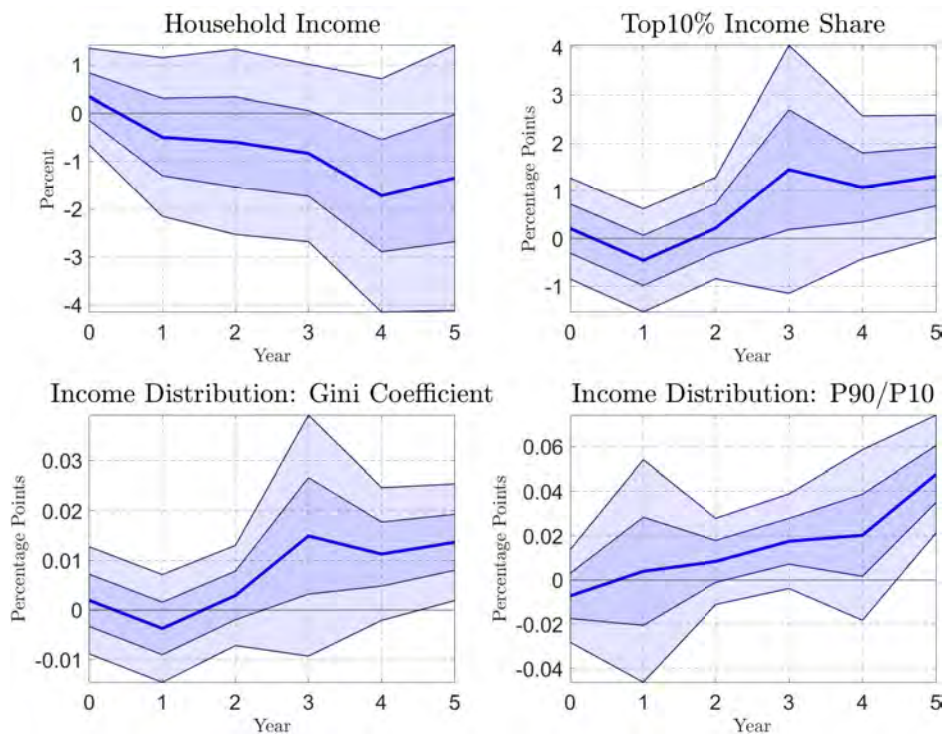 Household Income
Percent
1
0
-1
-2
-3
-4
0 1 2 3 4 5
Year
Top10% Income Share
Percentage Points
4
3
2
1
0
-1
0 1 2 3 4 5
Year
Income Distribution: Gini Coefficient
Percentage Points
0.03
0.02
0.01
0
-0.01
0 1 2 3 4 5
Year
Income Distribution: P90/P10
Percentage Points
0.06
0.04
0.02
0
-0.02
-0.04
0 1 2 3 4 5
Year